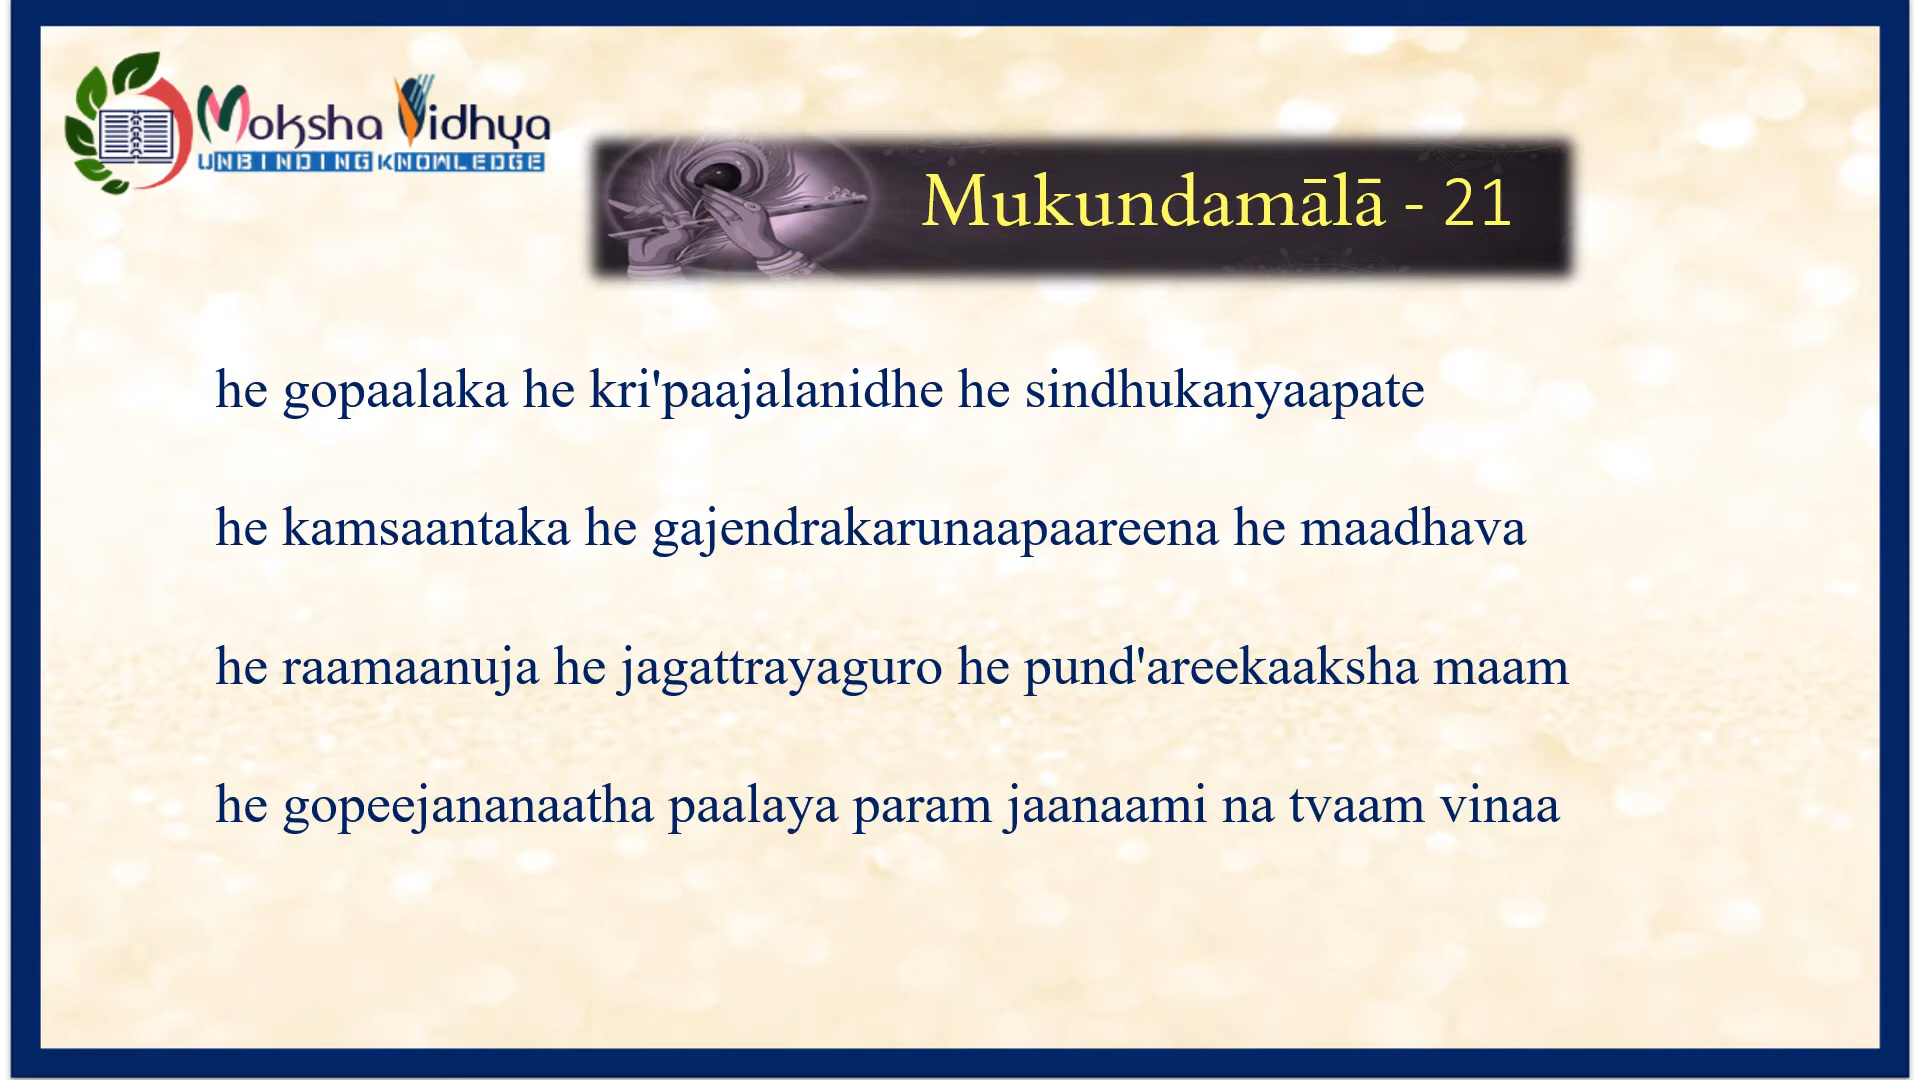 Moksha Vidhya
UNBINDING KNOWLEDGE
Mukundamālā - 21
he gopaalaka he kri'paajalanidhe he sindhukanyaapate
he kamsaantaka he gajendrakarunaapaareena he maadhava
he raamaanuja he jagattrayaguro he pund'areekaaksha maam
he gopeejananaatha paalaya param jaanaami na tvaam vinaa